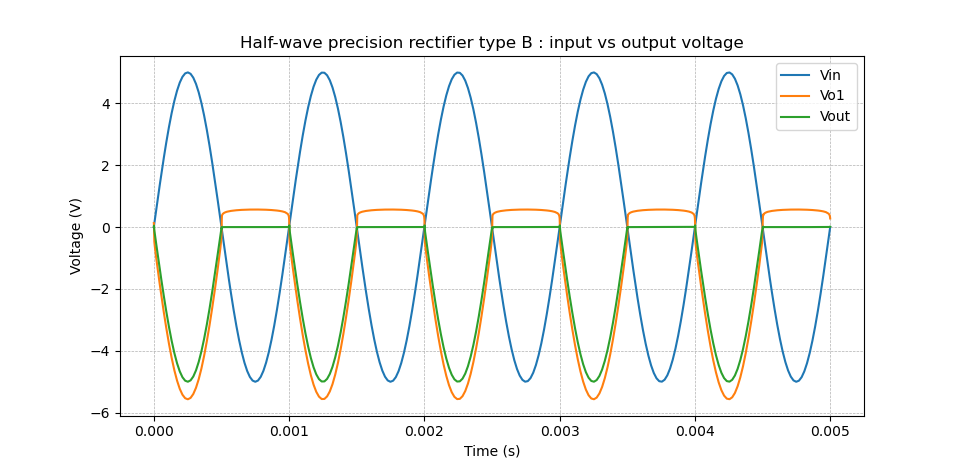 Half-wave precision rectifier type B : input vs output voltage
Vin
Vo1
Vout
Voltage (V)
4
2
0
−2
−4
−6
0.000
0.001
0.002
0.003
0.004
0.005
Time (s)